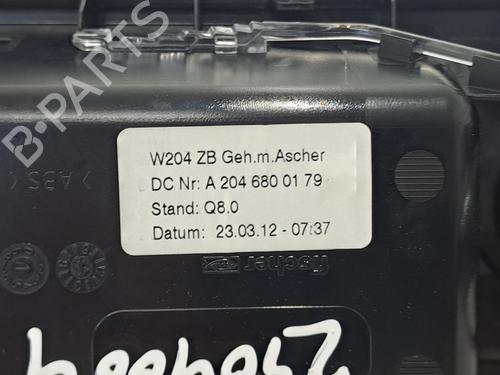 B-PARTS
W204 ZB Geh.m.Ascher
DC Nr: A 204 680 01 79
Stand: Q8.0
Datum: 23.03.12 - 07:37
>ABS<
fischer